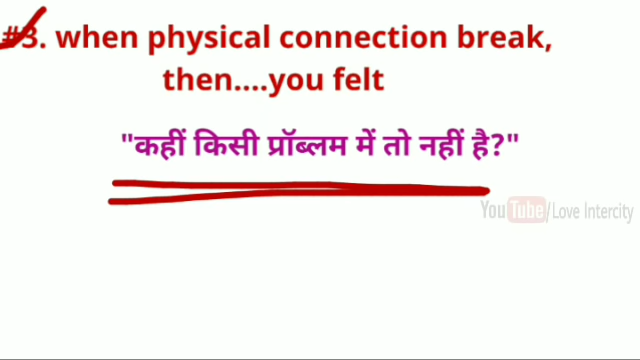 #3. when physical connection break,
then....you felt
"कहीं किसी प्रॉब्लम में तो नहीं है?"
YouTube/Love Intercity